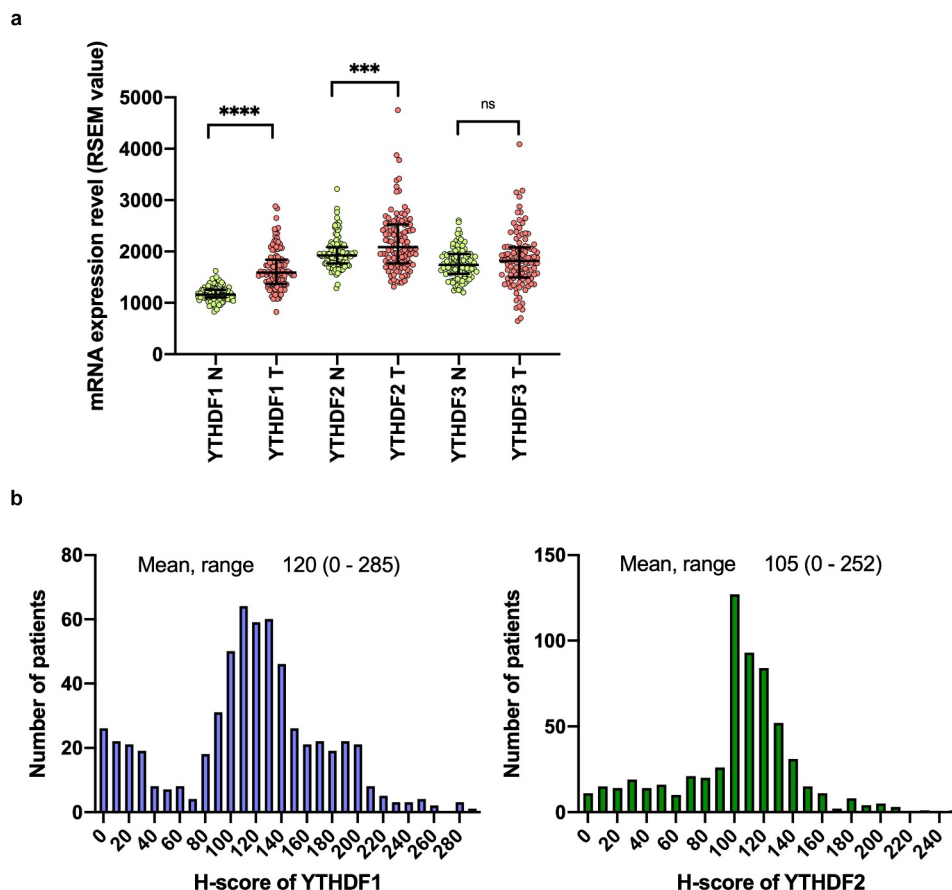 a
mRNA expression revel (RSEM value)
5000
4000
3000
2000
1000
0
****
***
ns
YTHDF1 N
YTHDF1 T
YTHDF2 N
YTHDF2 T
YTHDF3 N
YTHDF3 T
b
Number of patients
80
60
40
20
0
Mean, range 120 (0 - 285)
0 20 40 60 80 100 120 140 160 180 200 220 240 260 280
H-score of YTHDF1
Number of patients
150
100
50
0
Mean, range 105 (0 - 252)
0 20 40 60 80 100 120 140 160 180 200 220 240
H-score of YTHDF2